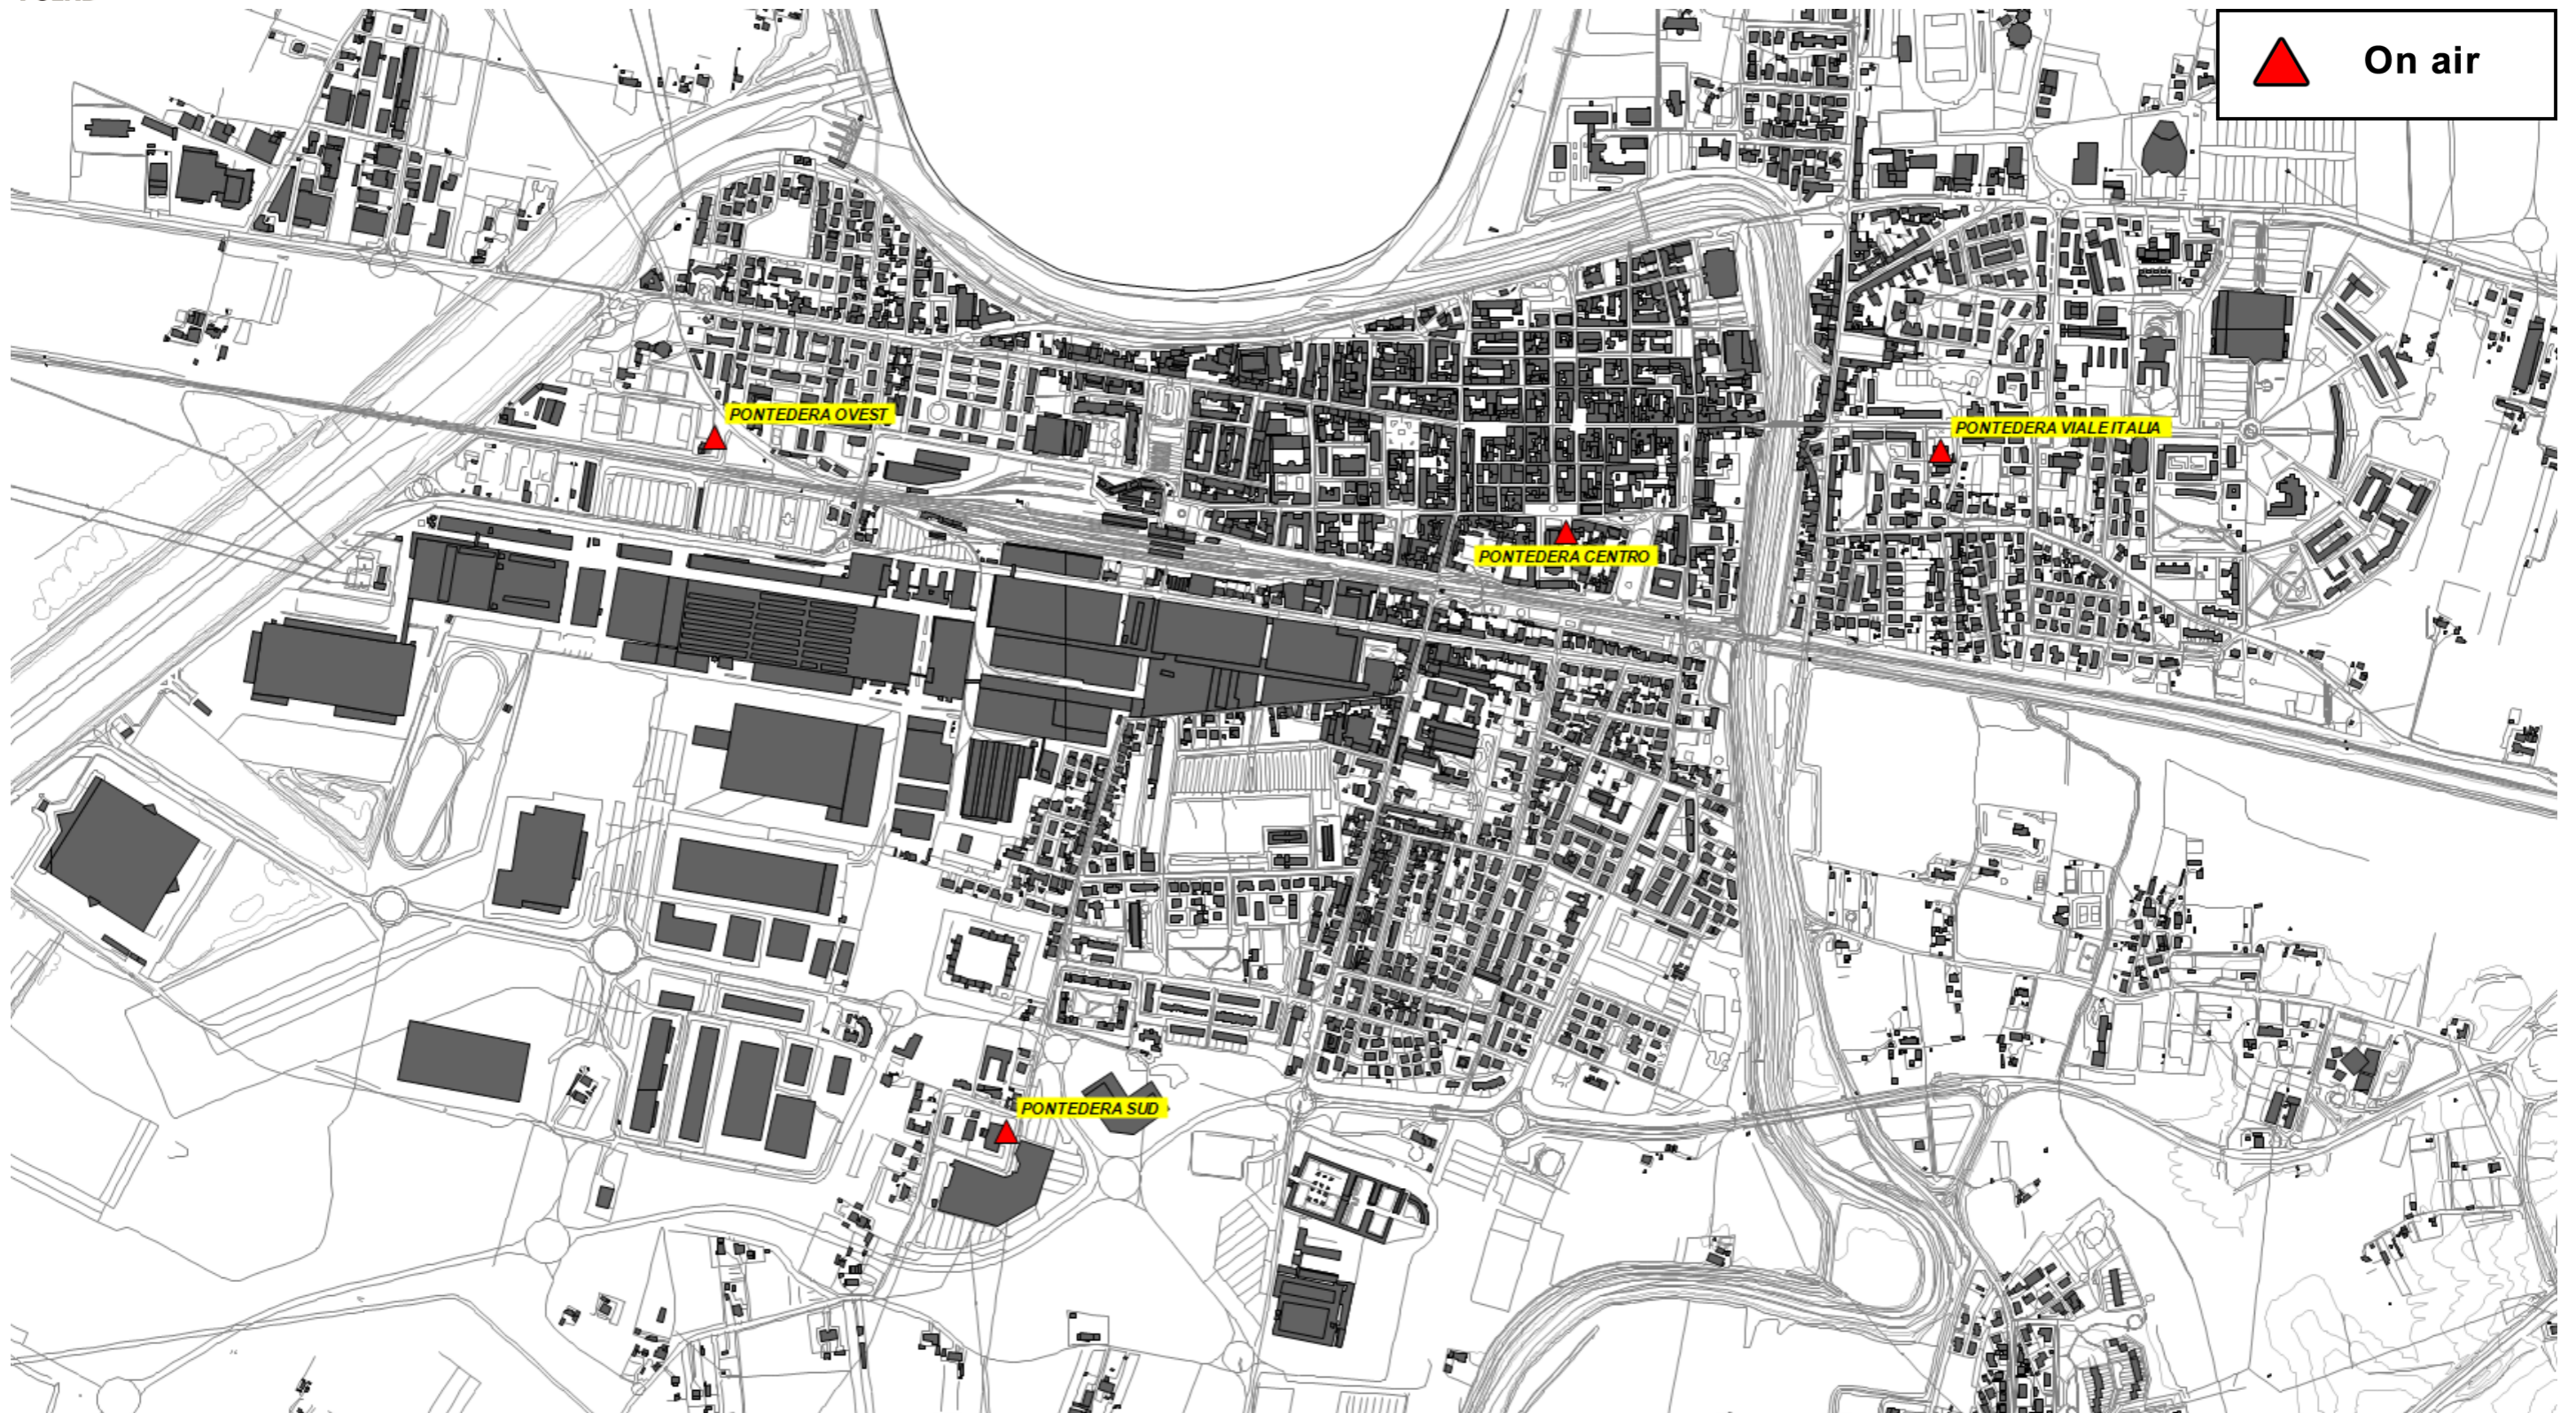 On air
PONTEDERA OVEST
PONTEDERA VIALE ITALIA
PONTEDERA CENTRO
PONTEDERA SUD